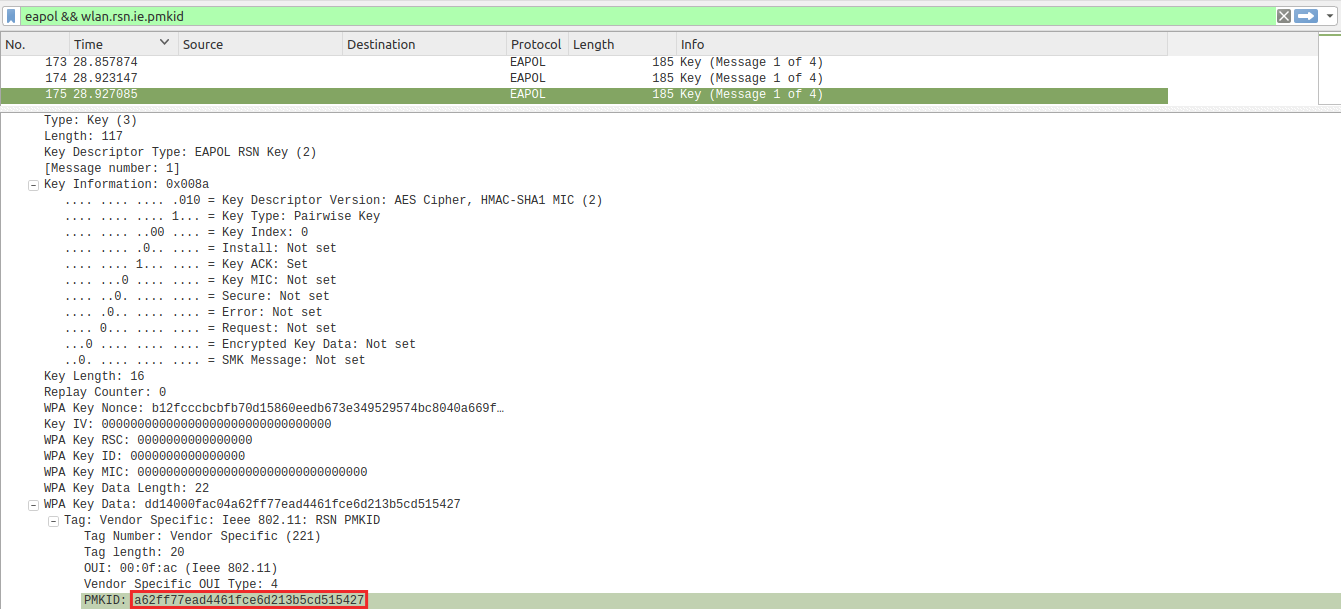 eapol && wlan.rsn.ie.pmkid
No. Time Source Destination Protocol Length Info
173 28.857874 EAPOL 185 Key (Message 1 of 4)
174 28.923147 EAPOL 185 Key (Message 1 of 4)
175 28.927085 EAPOL 185 Key (Message 1 of 4)
Type: Key (3)
Length: 117
Key Descriptor Type: EAPOL RSN Key (2)
[Message number: 1]
Key Information: 0x008a
.... .... .... .010 = Key Descriptor Version: AES Cipher, HMAC-SHA1 MIC (2)
.... .... .... 1... = Key Type: Pairwise Key
.... .... ..00 .... = Key Index: 0
.... .... .0.. .... = Install: Not set
.... .... 1... .... = Key ACK: Set
.... ...0 .... .... = Key MIC: Not set
.... ..0. .... .... = Secure: Not set
.... .0.. .... .... = Error: Not set
.... 0... .... .... = Request: Not set
...0 .... .... .... = Encrypted Key Data: Not set
..0. .... .... .... = SMK Message: Not set
Key Length: 16
Replay Counter: 0
WPA Key Nonce: b12fcccbcbfb70d15860eedb673e349529574bc8040a669f…
Key IV: 00000000000000000000000000000000
WPA Key RSC: 0000000000000000
WPA Key ID: 0000000000000000
WPA Key MIC: 00000000000000000000000000000000
WPA Key Data Length: 22
WPA Key Data: dd14000fac04a62ff77ead4461fce6d213b5cd515427
Tag: Vendor Specific: Ieee 802.11: RSN PMKID
Tag Number: Vendor Specific (221)
Tag length: 20
OUI: 00:0f:ac (Ieee 802.11)
Vendor Specific OUI Type: 4
PMKID: a62ff77ead4461fce6d213b5cd515427